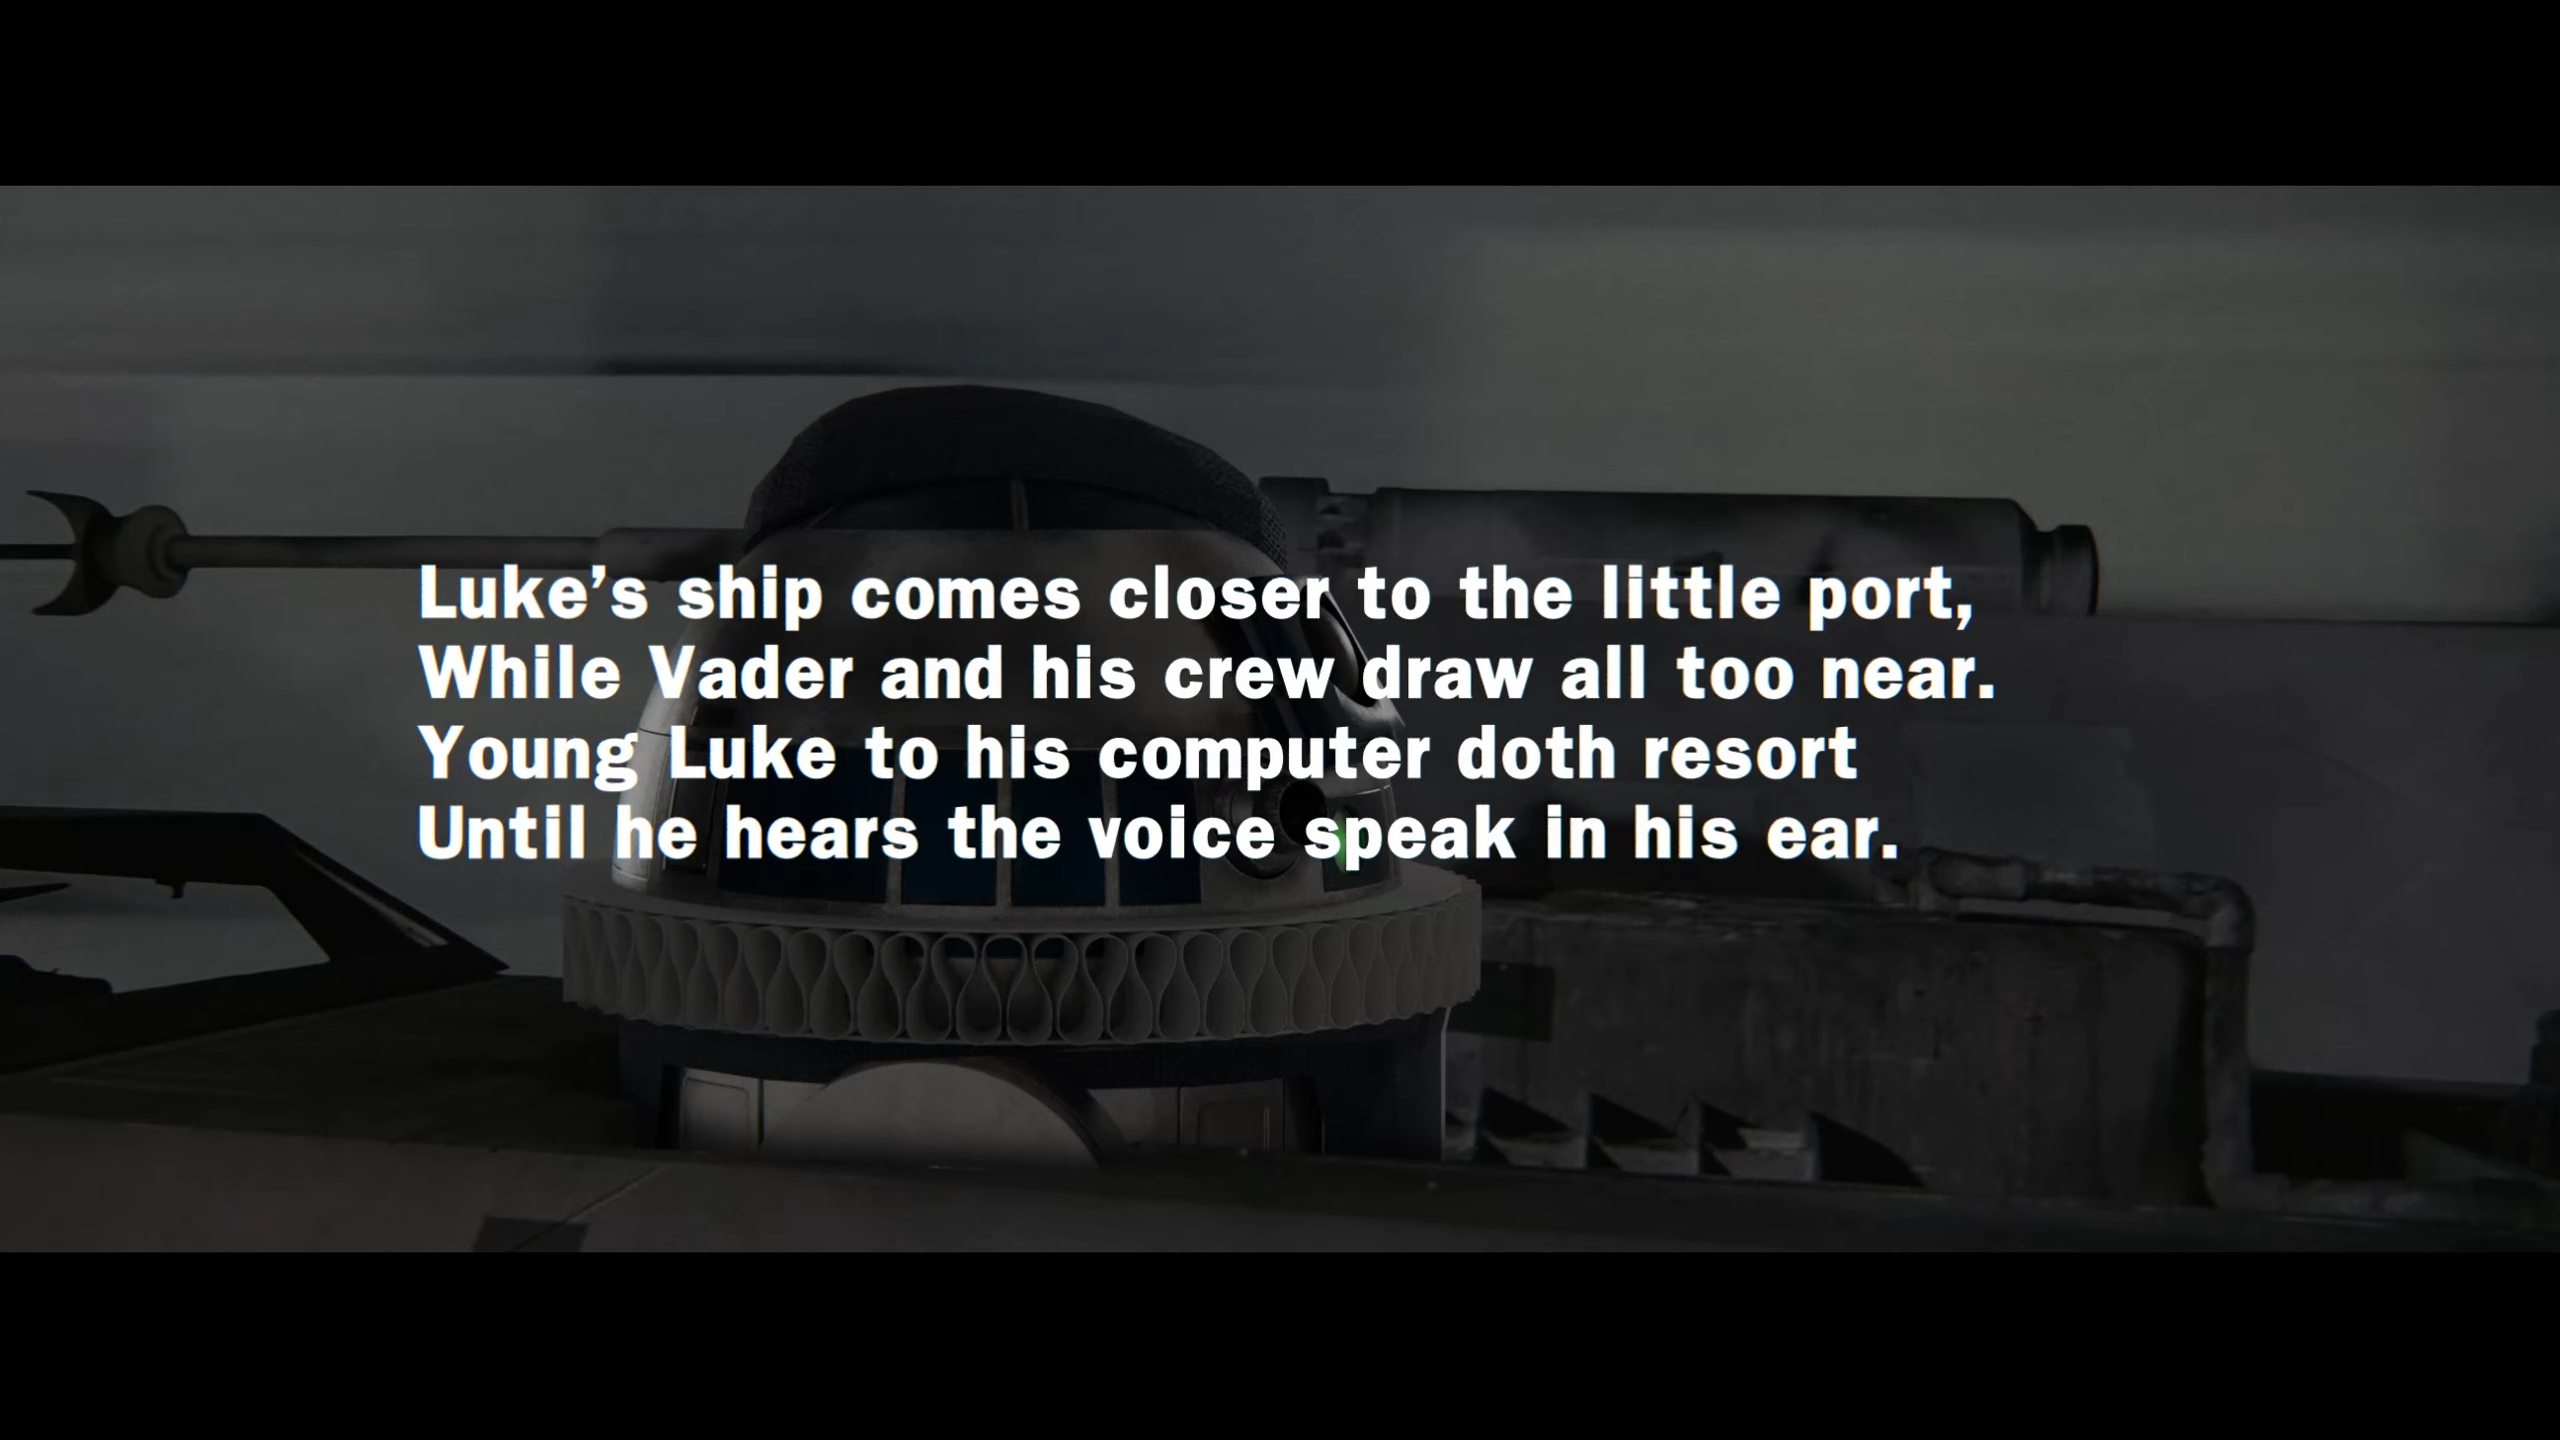 Luke’s ship comes closer to the little port,
While Vader and his crew draw all too near.
Young Luke to his computer doth resort
Until he hears the voice speak in his ear.